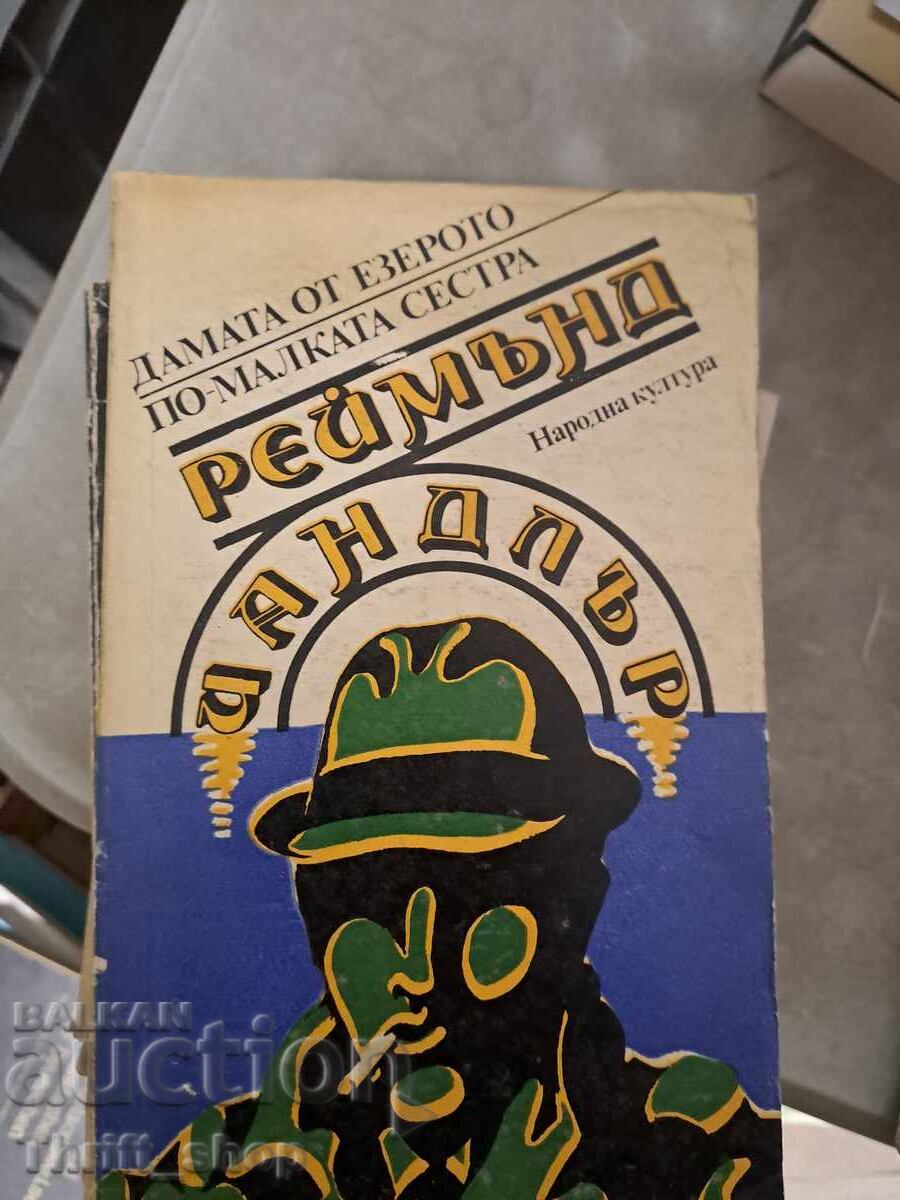 ДАМАТА ОТ ЕЗЕРОТО
ПО-МАЛКАТА СЕСТРА
РЕЙМЪНД
Народна култура
ЧАНДЛЪР
BALKAN
auction
Thrift_shop